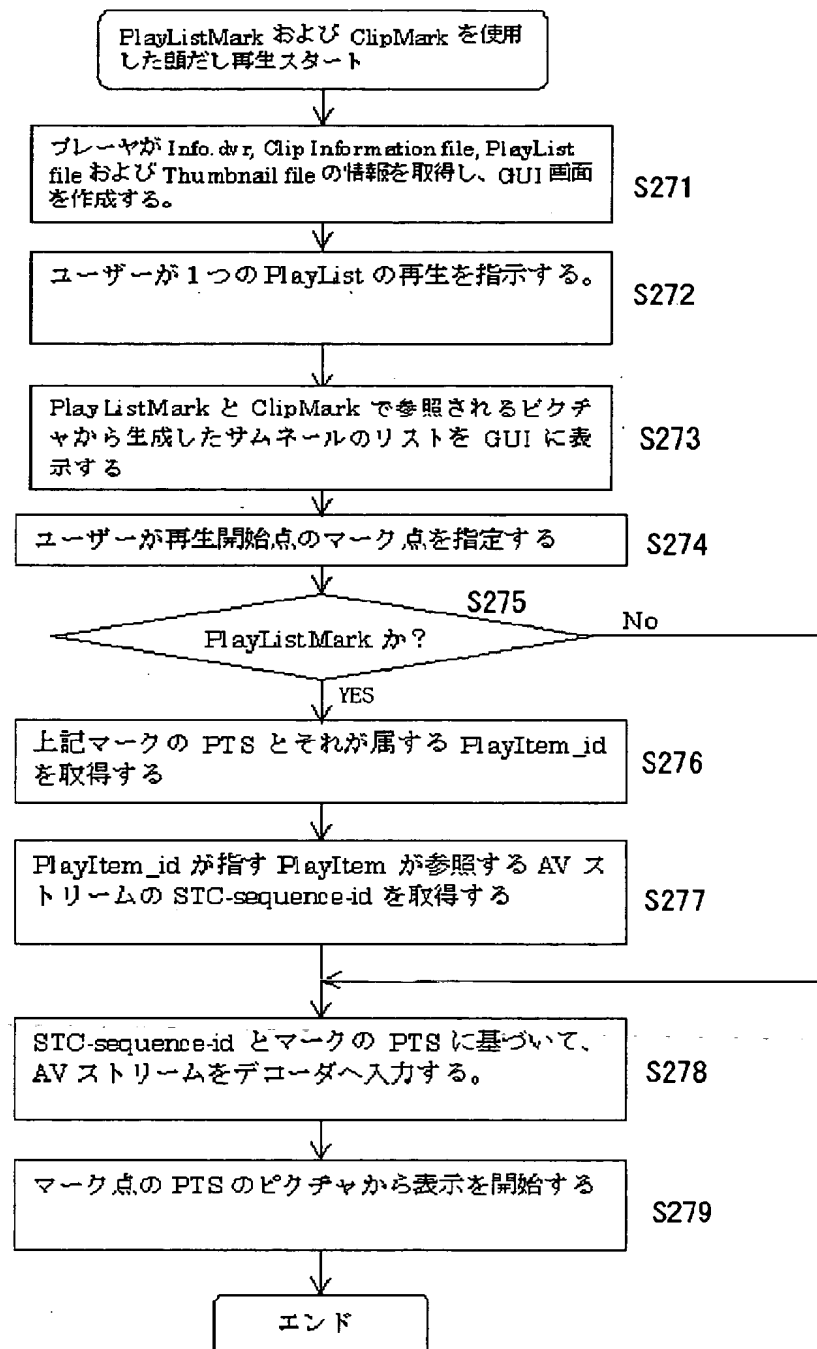 PlayListMark および ClipMark を使用
した頭だし再生スタート
プレーヤが Info.dvr, Clip Information file, PlayList
file および Thumbnail file の情報を取得し、GUI 画面
を作成する。
S271
ユーザーが 1 つの PlayList の再生を指示する。
S272
PlayListMark と ClipMark で参照されるピクチ
ャから生成したサムネールのリストを GUI に表
示する
S273
ユーザーが再生開始点のマーク点を指定する
S274
S275
PlayListMark か？
No
YES
上記マークの PTS とそれが属する PlayItem_id
を取得する
S276
PlayItem_id が指す PlayItem が参照する AV ス
トリームの STC-sequence-id を取得する
S277
STC-sequence-id とマークの PTS に基づいて、
AV ストリームをデコーダへ入力する。
S278
マーク点の PTS のピクチャから表示を開始する
S279
エンド